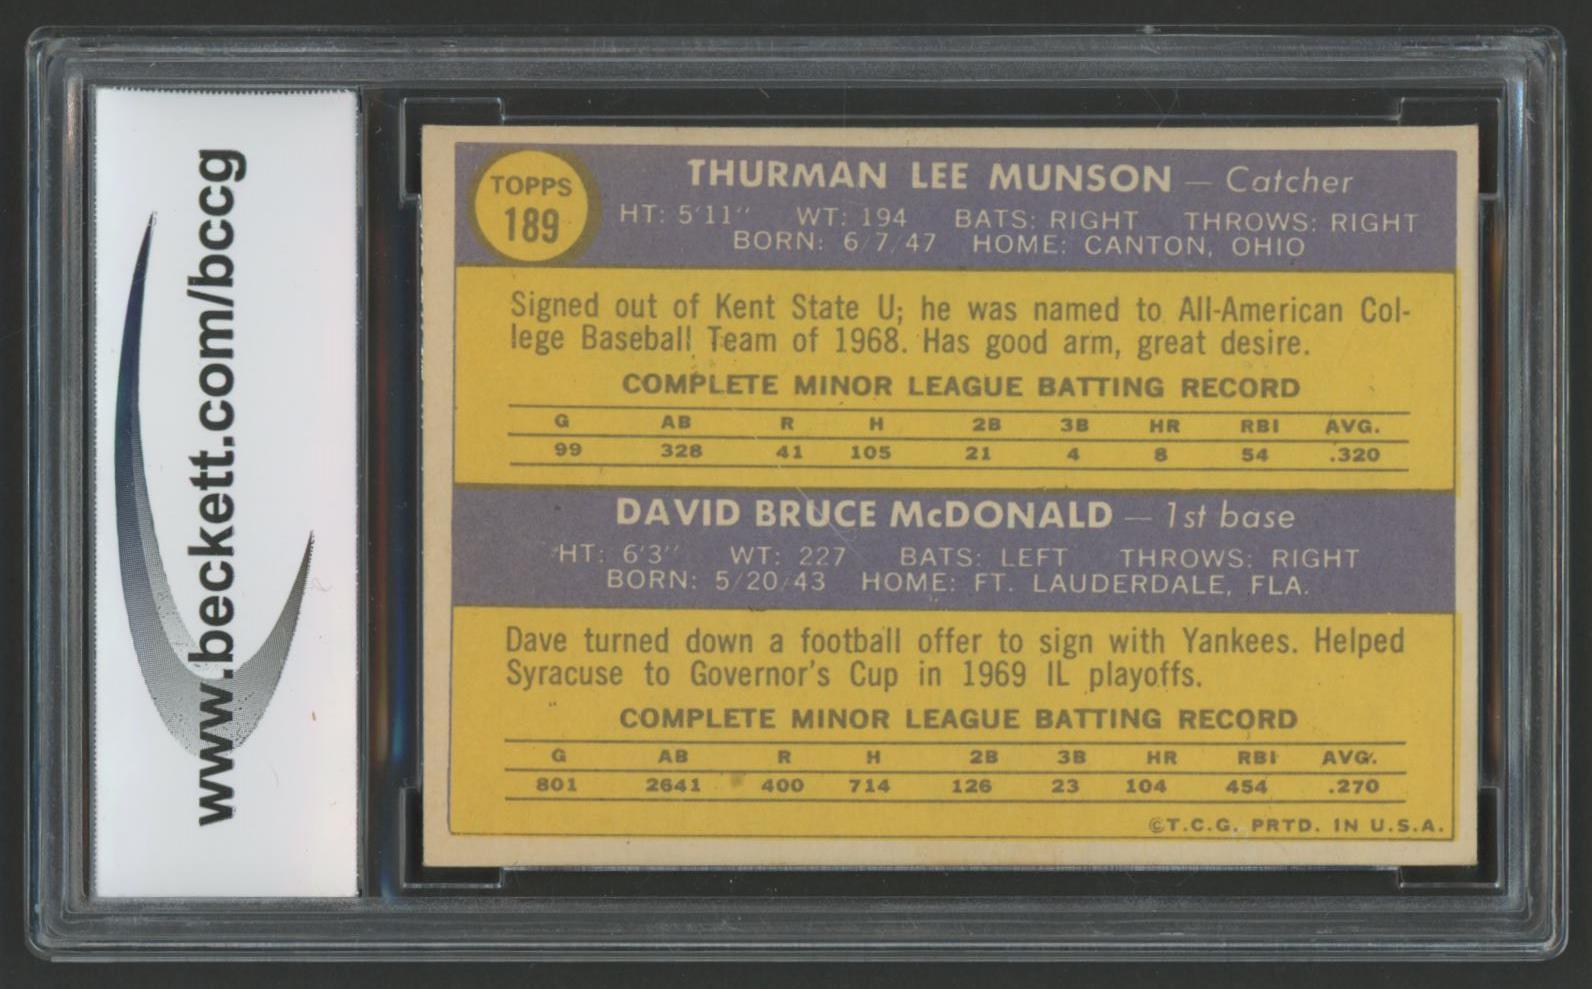 www.beckett.com/bccg
TOPPS
189
THURMAN LEE MUNSON — Catcher
HT: 5'11" WT: 194 BATS: RIGHT THROWS: RIGHT
BORN: 6/7/47 HOME: CANTON, OHIO
Signed out of Kent State U; he was named to All-American Col-
lege Baseball Team of 1968. Has good arm, great desire.
COMPLETE MINOR LEAGUE BATTING RECORD
G AB R H 2B 3B HR RBI AVG.
99 328 41 105 21 4 8 54 .320
DAVID BRUCE McDONALD — 1st base
HT: 6'3" WT: 227 BATS: LEFT THROWS: RIGHT
BORN: 5/20/43 HOME: FT. LAUDERDALE, FLA.
Dave turned down a football offer to sign with Yankees. Helped
Syracuse to Governor's Cup in 1969 IL playoffs.
COMPLETE MINOR LEAGUE BATTING RECORD
G AB R H 2B 3B HR RBI AVG.
801 2641 400 714 126 23 104 454 .270
©T.C.G. PRTD. IN U.S.A.